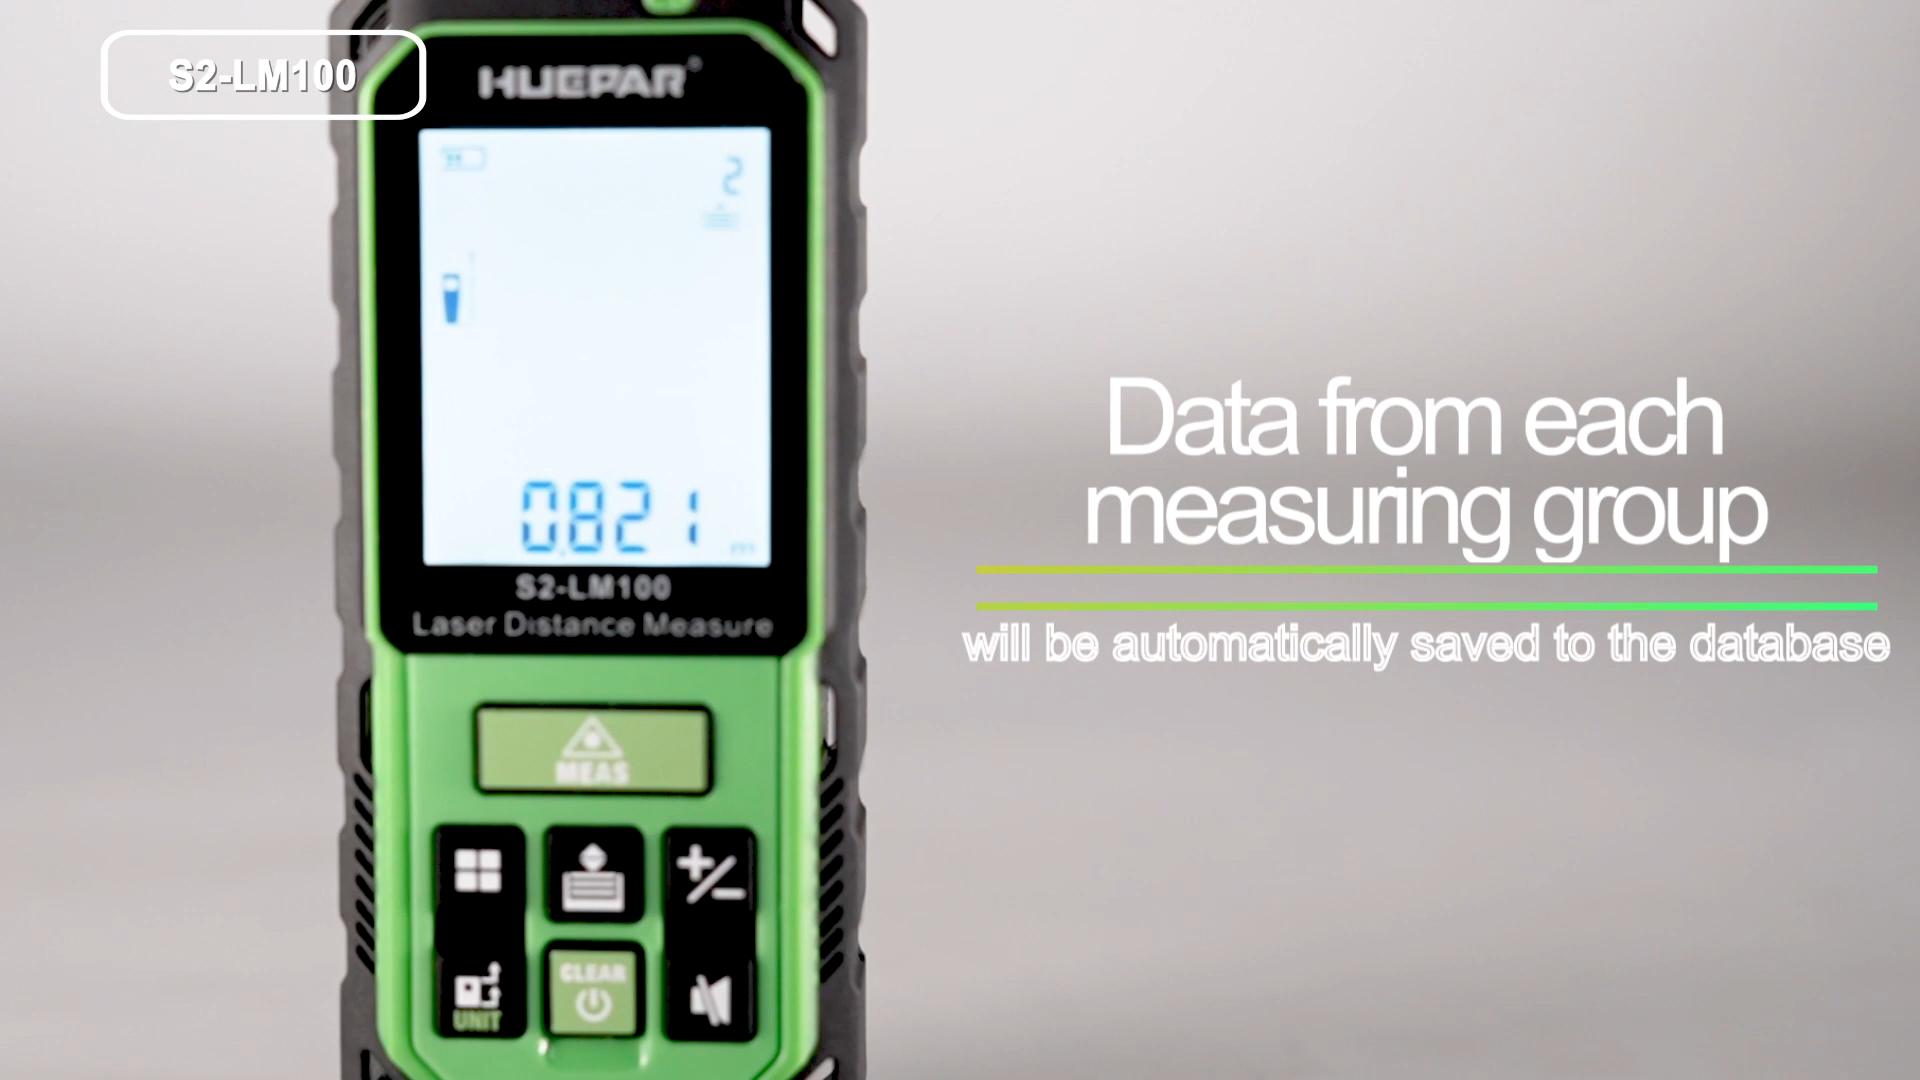 S2-LM100
HUEPAR®
2
0.821 m
S2-LM100
Laser Distance Measure
MEAS
CLEAR
UNIT
Data from each
measuring group
will be automatically saved to the database